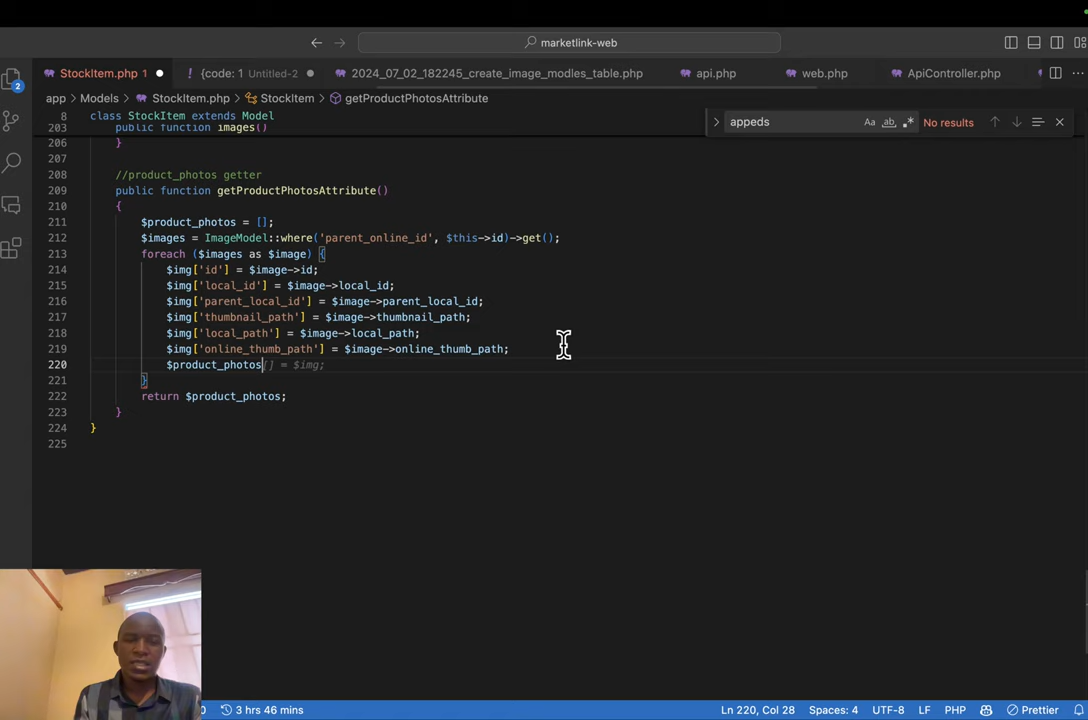 marketlink-web
2
StockItem.php 1
! {code: 1 Untitled-2
2024_07_02_182245_create_image_modles_table.php
api.php
web.php
ApiController.php
app > Models > StockItem.php > StockItem > getProductPhotosAttribute
appeds
Aa ab
No results
8 class StockItem extends Model
203 public function images()
206 }
207
208 //product_photos getter
209 public function getProductPhotosAttribute()
210 {
211 $product_photos = [];
212 $images = ImageModel::where('parent_online_id', $this->id)->get();
213 foreach ($images as $image) {
214 $img['id'] = $image->id;
215 $img['local_id'] = $image->local_id;
216 $img['parent_local_id'] = $image->parent_local_id;
217 $img['thumbnail_path'] = $image->thumbnail_path;
218 $img['local_path'] = $image->local_path;
219 $img['online_thumb_path'] = $image->online_thumb_path;
220 $product_photos[] = $img;
221 }
222 return $product_photos;
223 }
224 }
225
0 3 hrs 46 mins
Ln 220, Col 28 Spaces: 4 UTF-8 LF PHP Prettier